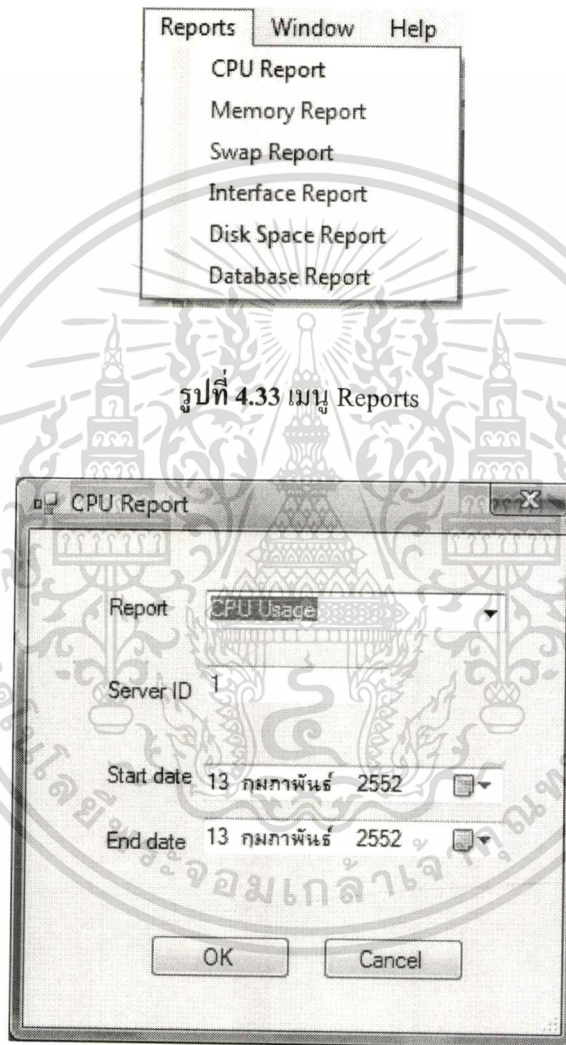 Reports Window Help
CPU Report
Memory Report
Swap Report
Interface Report
Disk Space Report
Database Report
รูปที่ 4.33 เมนู Reports
CPU Report
Report CPU Usage
Server ID 1
Start date 13 กุมภาพันธ์ 2552
End date 13 กุมภาพันธ์ 2552
OK Cancel